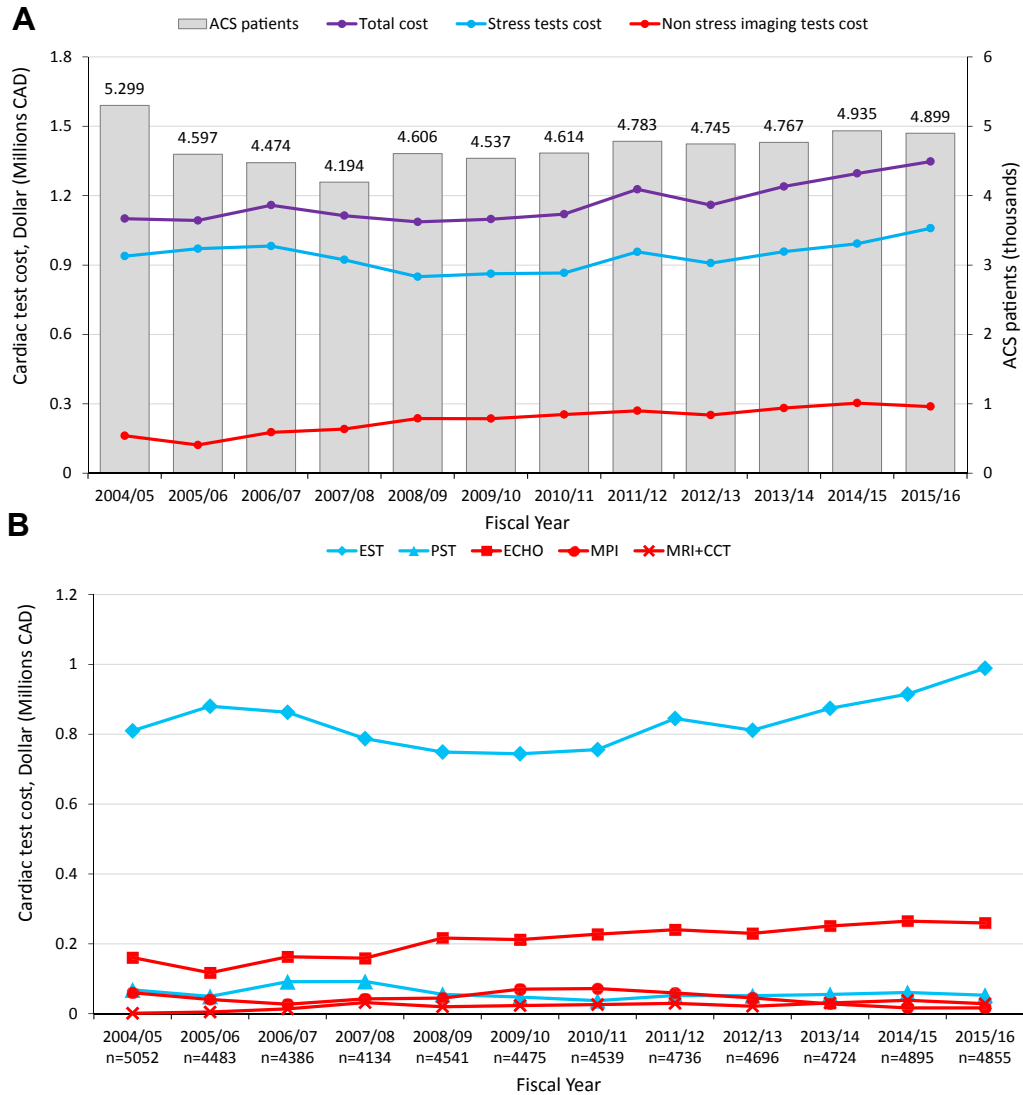 A
ACS patients Total cost Stress tests cost Non stress imaging tests cost
Cardiac test cost, Dollar (Millions CAD)
1.8
1.5
1.2
0.9
0.6
0.3
0
5.299 4.597 4.474 4.194 4.606 4.537 4.614 4.783 4.745 4.767 4.935 4.899
6
5
4
3
2
1
0
ACS patients (thousands)
2004/05 2005/06 2006/07 2007/08 2008/09 2009/10 2010/11 2011/12 2012/13 2013/14 2014/15 2015/16
Fiscal Year
B
EST PST ECHO MPI MRI+CCT
Cardiac test cost, Dollar (Millions CAD)
1.2
1
0.8
0.6
0.4
0.2
0
2004/05 2005/06 2006/07 2007/08 2008/09 2009/10 2010/11 2011/12 2012/13 2013/14 2014/15 2015/16
n=5052 n=4483 n=4386 n=4134 n=4541 n=4475 n=4539 n=4736 n=4696 n=4724 n=4895 n=4855
Fiscal Year